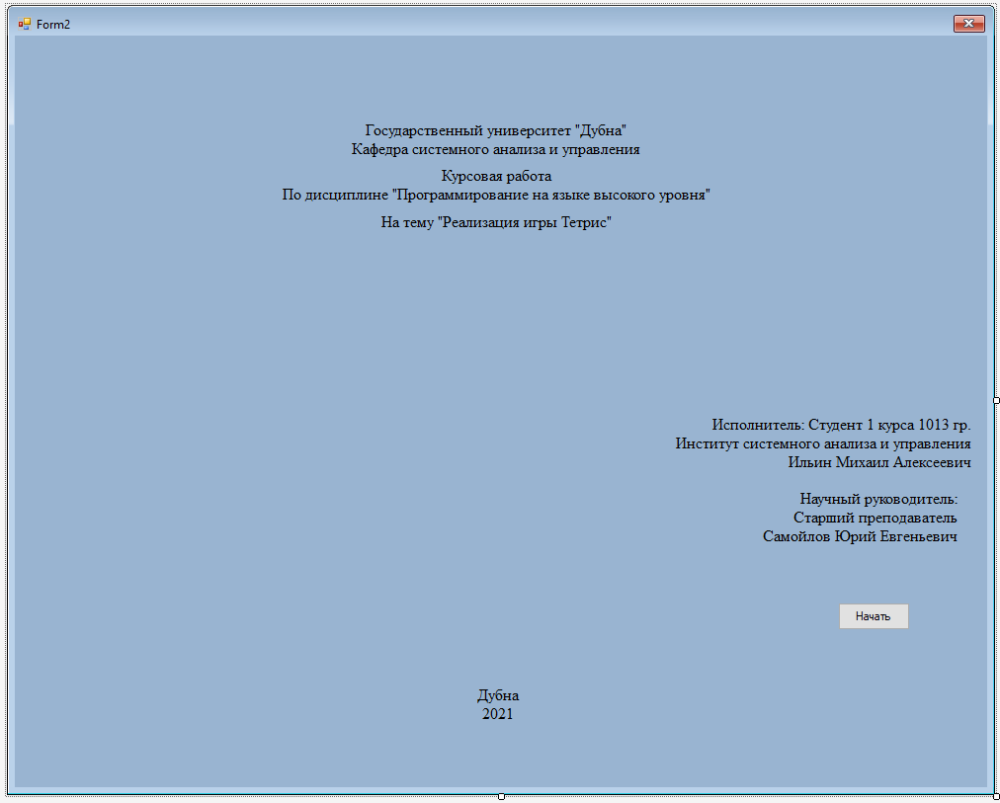 Form2
Государственный университет "Дубна"
Кафедра системного анализа и управления
Курсовая работа
По дисциплине "Программирование на языке высокого уровня"
На тему "Реализация игры Тетрис"
Исполнитель: Студент 1 курса 1013 гр.
Институт системного анализа и управления
Ильин Михаил Алексеевич
Научный руководитель:
Старший преподаватель
Самойлов Юрий Евгеньевич
Начать
Дубна
2021